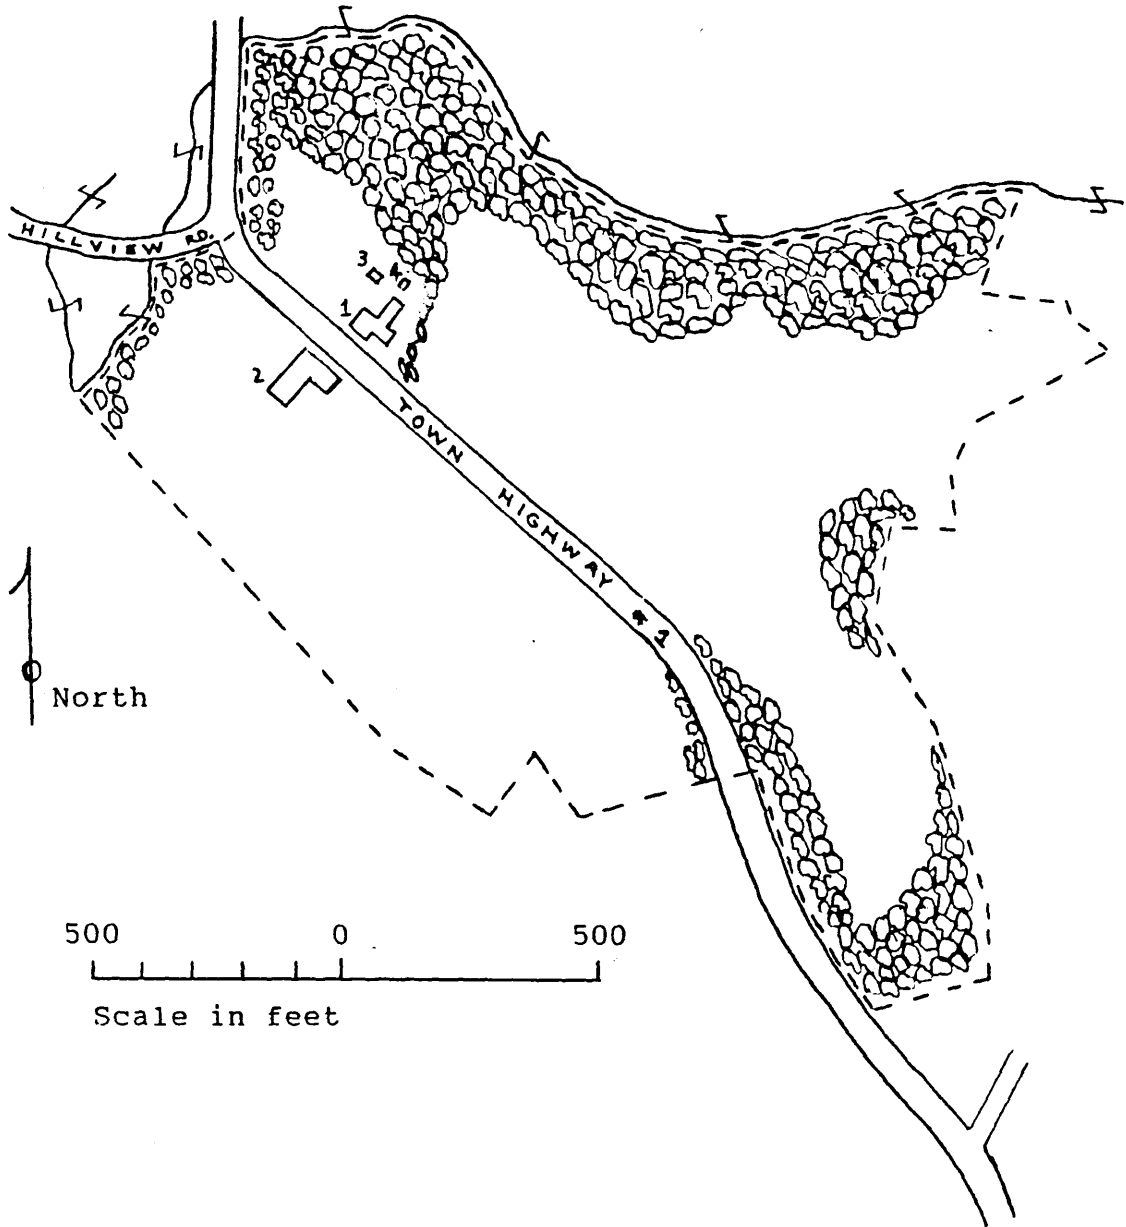 HILLVIEW RD.
3 4
1
2
TOWN HIGHWAY # 1
North
500 0 500
Scale in feet